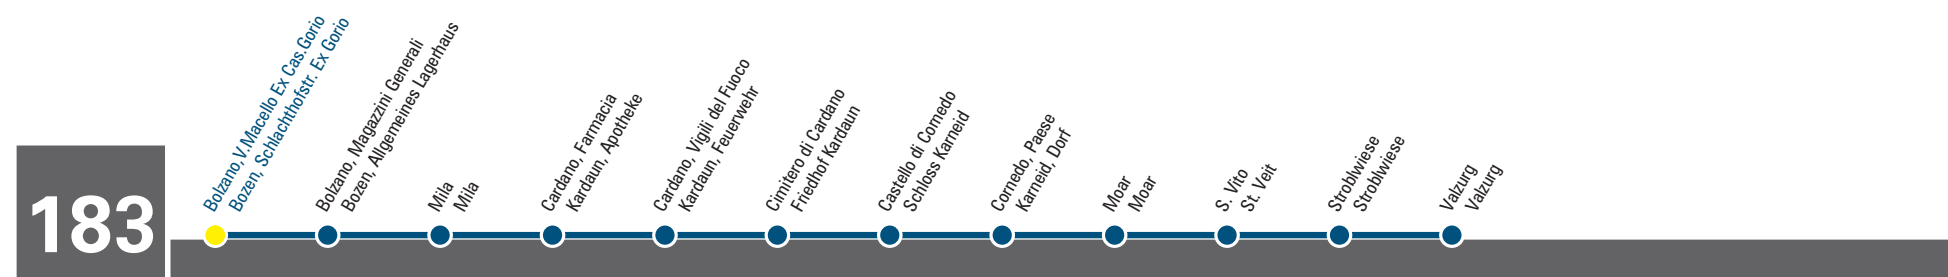 183
Bolzano, V.Macello Ex Cas.Gorio
Bozen, Schlachthofstr. Ex Gorio
Bolzano, Magazzini Generali
Bozen, Allgemeines Lagerhaus
Mila
Mila
Cardano, Farmacia
Kardaun, Apotheke
Cardano, Vigili del Fuoco
Kardaun, Feuerwehr
Cimitero di Cardano
Friedhof Kardaun
Castello di Cornedo
Schloss Karneid
Cornedo, Paese
Karneid, Dorf
Moar
Moar
S. Vito
St. Veit
Stroblwiese
Stroblwiese
Valzurg
Valzurg